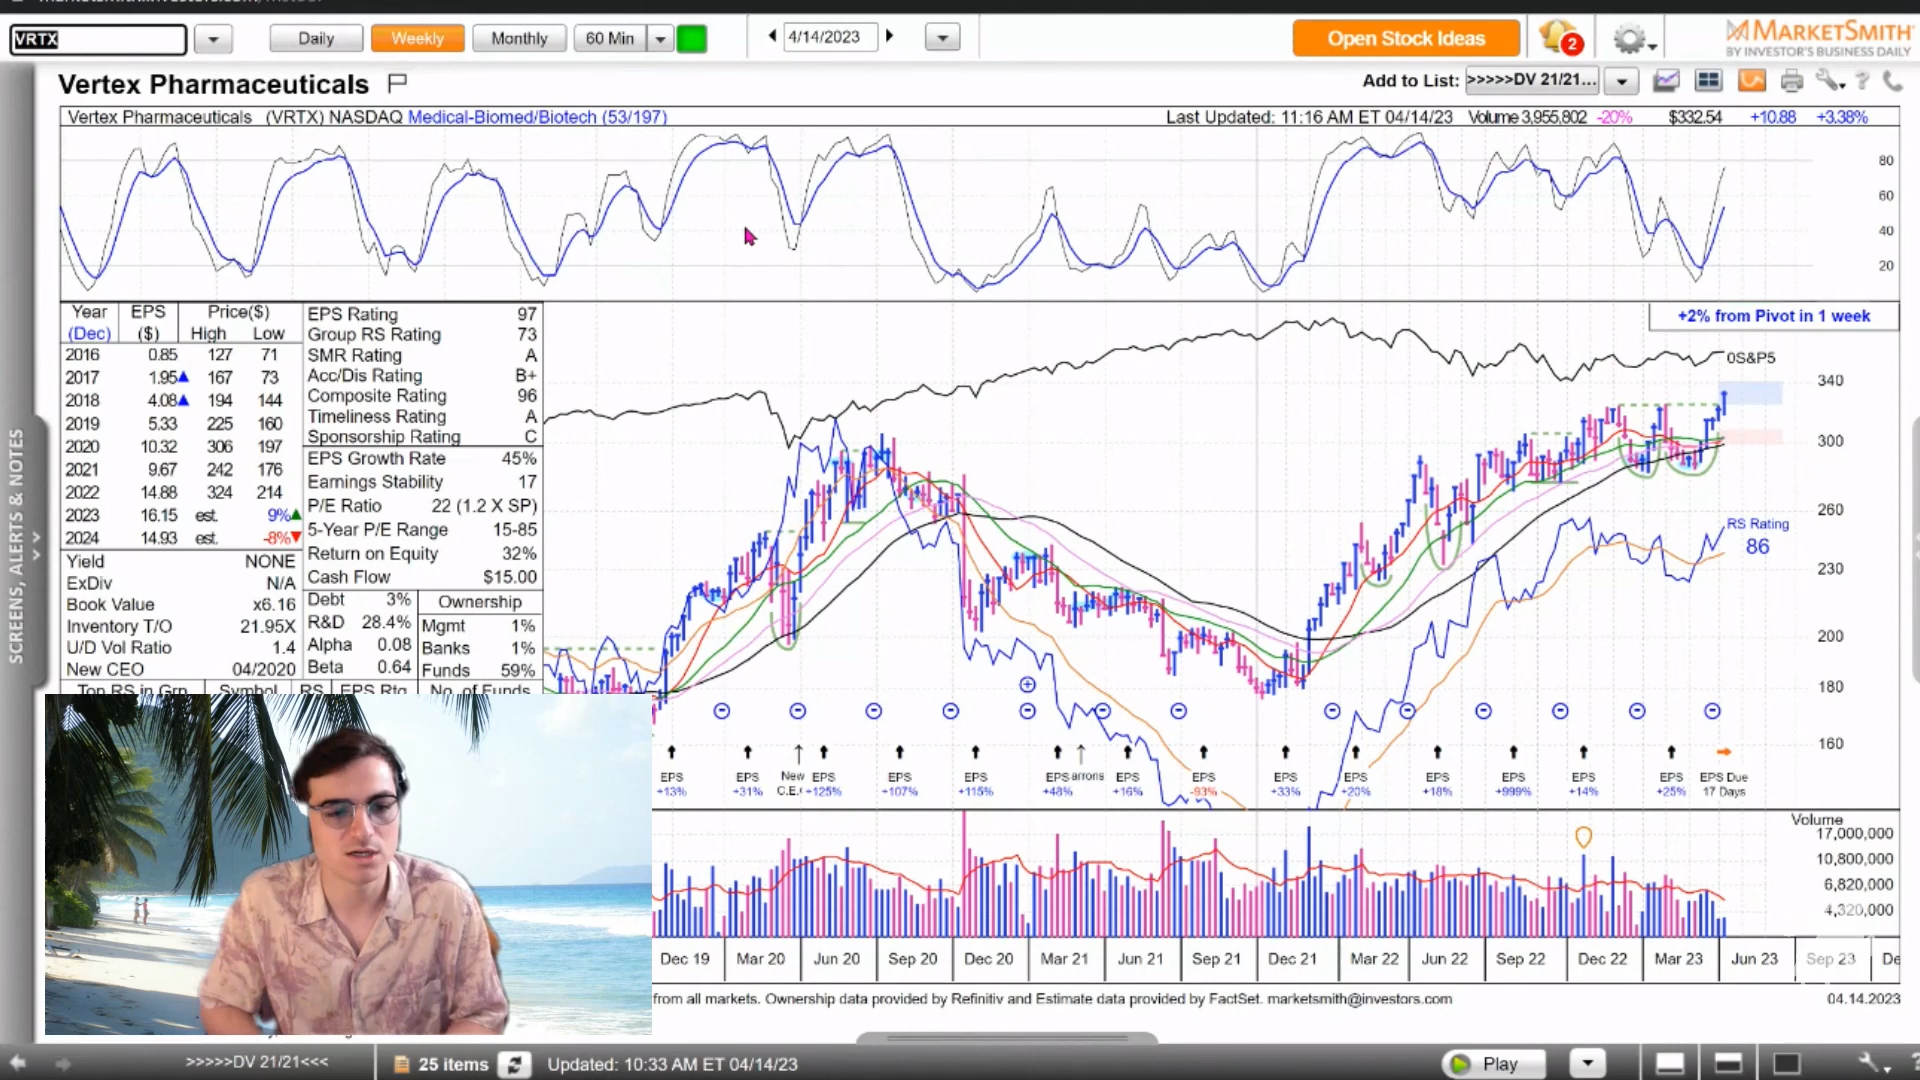 VRTX
Daily
Weekly
Monthly
60 Min
4/14/2023
Open Stock Ideas
2
MARKETSMITH
BY INVESTOR'S BUSINESS DAILY
Vertex Pharmaceuticals
Add to List: >>>>>DV 21/21...
Vertex Pharmaceuticals (VRTX) NASDAQ Medical-Biomed/Biotech (53/197)
Last Updated: 11:16 AM ET 04/14/23 Volume 3,955,802 -20% $332.54 +10.88 +3.38%
80
60
40
20
Year EPS Price($)
(Dec) ($) High Low
2016 0.85 127 71
2017 1.95 167 73
2018 4.08 194 144
2019 5.33 225 160
2020 10.32 306 197
2021 9.67 242 176
2022 14.88 324 214
2023 16.15 est. 9%
2024 14.93 est. -8%
Yield NONE
ExDiv N/A
Book Value x6.16
Inventory T/O 21.95X
U/D Vol Ratio 1.4
New CEO 04/2020
Top RS in Grp Symbol RS EPS Rtg No. of Funds
EPS Rating 97
Group RS Rating 73
SMR Rating A
Acc/Dis Rating B+
Composite Rating 96
Timeliness Rating A
Sponsorship Rating C
EPS Growth Rate 45%
Earnings Stability 17
P/E Ratio 22 (1.2 X SP)
5-Year P/E Range 15-85
Return on Equity 32%
Cash Flow $15.00
Debt 3%
R&D 28.4%
Alpha 0.08
Beta 0.64
Ownership
Mgmt 1%
Banks 1%
Funds 59%
+2% from Pivot in 1 week
0S&P5
340
300
260
230
200
180
160
RS Rating
86
EPS +13%
EPS +31%
New C.E.
EPS +125%
EPS +107%
EPS +115%
EPS +48%
arrons
EPS +16%
EPS -93%
EPS +33%
EPS +20%
EPS +18%
EPS +999%
EPS +14%
EPS +25%
EPS Due 17 Days
Volume
17,000,000
10,800,000
6,820,000
4,320,000
Dec 19 Mar 20 Jun 20 Sep 20 Dec 20 Mar 21 Jun 21 Sep 21 Dec 21 Mar 22 Jun 22 Sep 22 Dec 22 Mar 23 Jun 23 Sep 23 De
from all markets. Ownership data provided by Refinitiv and Estimate data provided by FactSet. marketsmith@investors.com
04.14.2023
SCREENS, ALERTS & NOTES
>>>>>DV 21/21<<<
25 items
Updated: 10:33 AM ET 04/14/23
Play